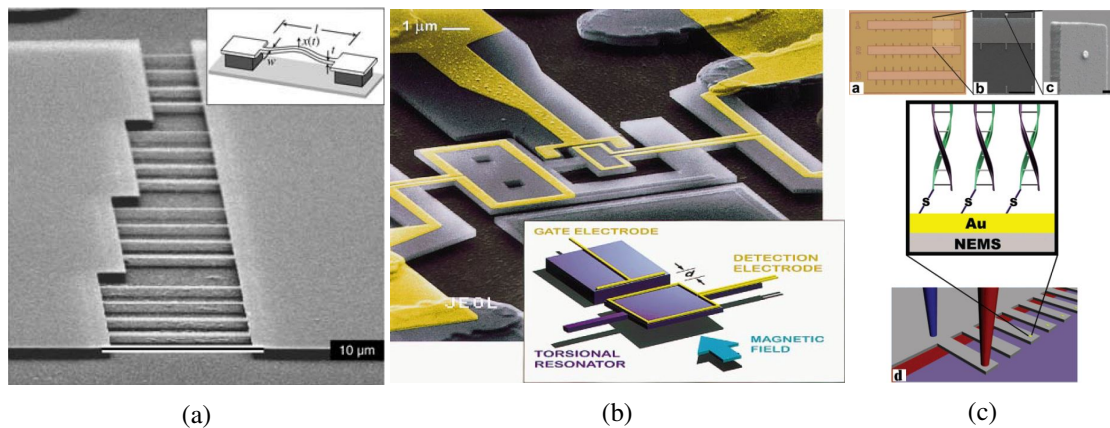 l
x(t)
w
t
10 µm
(a)
1 µm
JEOL
GATE ELECTRODE
d
DETECTION
ELECTRODE
TORSIONAL
RESONATOR
MAGNETIC
FIELD
(b)
a
b
c
S S S
Au
NEMS
d
(c)